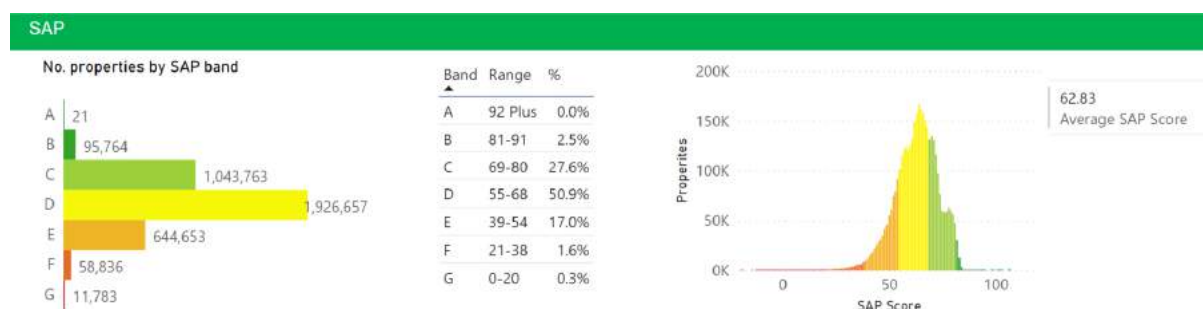 SAP
No. properties by SAP band
A 21
B 95,764
C 1,043,763
D 1,926,657
E 644,653
F 58,836
G 11,783
Band Range %
A 92 Plus 0.0%
B 81-91 2.5%
C 69-80 27.6%
D 55-68 50.9%
E 39-54 17.0%
F 21-38 1.6%
G 0-20 0.3%
Properites
200K
150K
100K
50K
0K
0 50 100
SAP Score
62.83
Average SAP Score